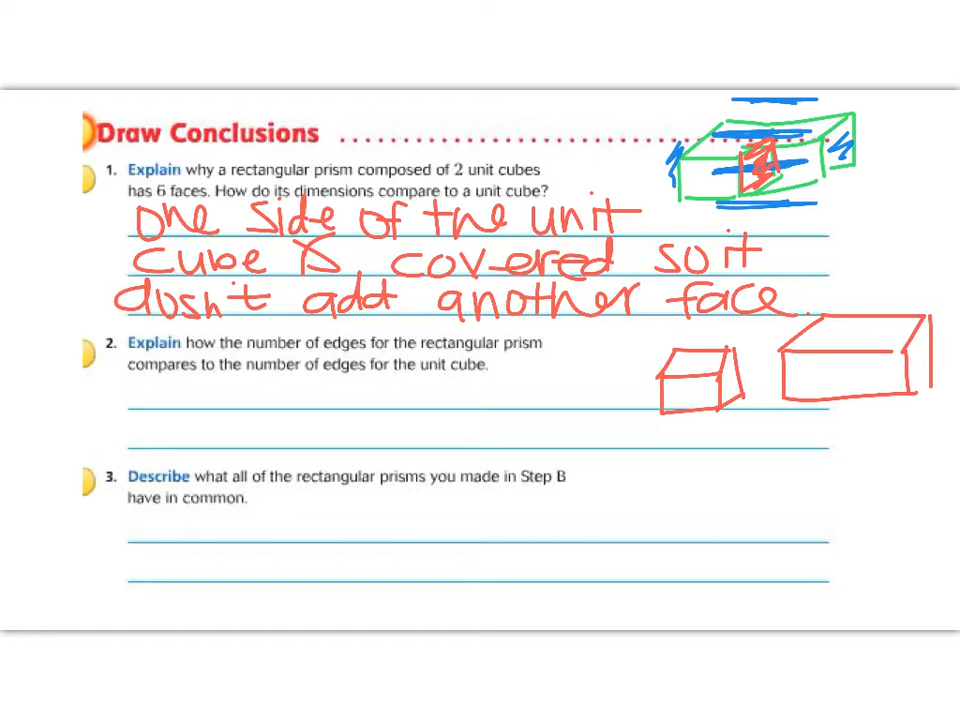 Draw Conclusions
1. Explain why a rectangular prism composed of 2 unit cubes
has 6 faces. How do its dimensions compare to a unit cube?
one side of the unit
cube is covered so it
dosn't add another face.
2. Explain how the number of edges for the rectangular prism
compares to the number of edges for the unit cube.
3. Describe what all of the rectangular prisms you made in Step B
have in common.